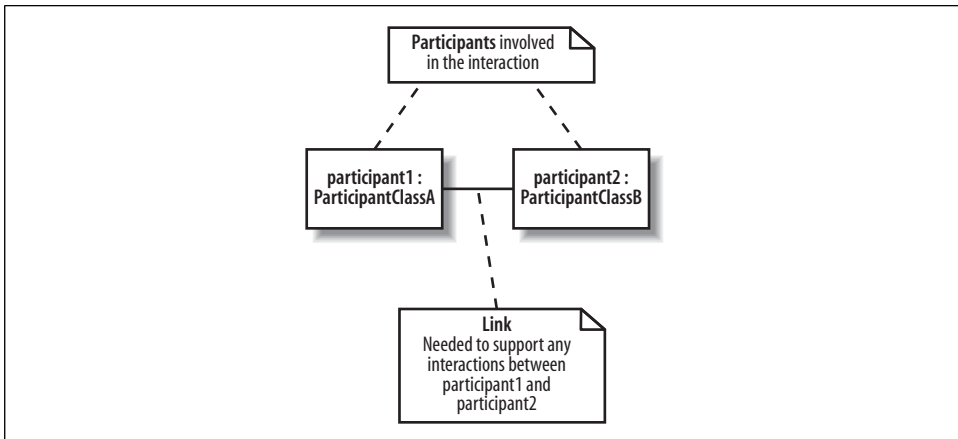 Participants involved
in the interaction
participant1 :
ParticipantClassA
participant2 :
ParticipantClassB
Link
Needed to support any
interactions between
participant1 and
participant2